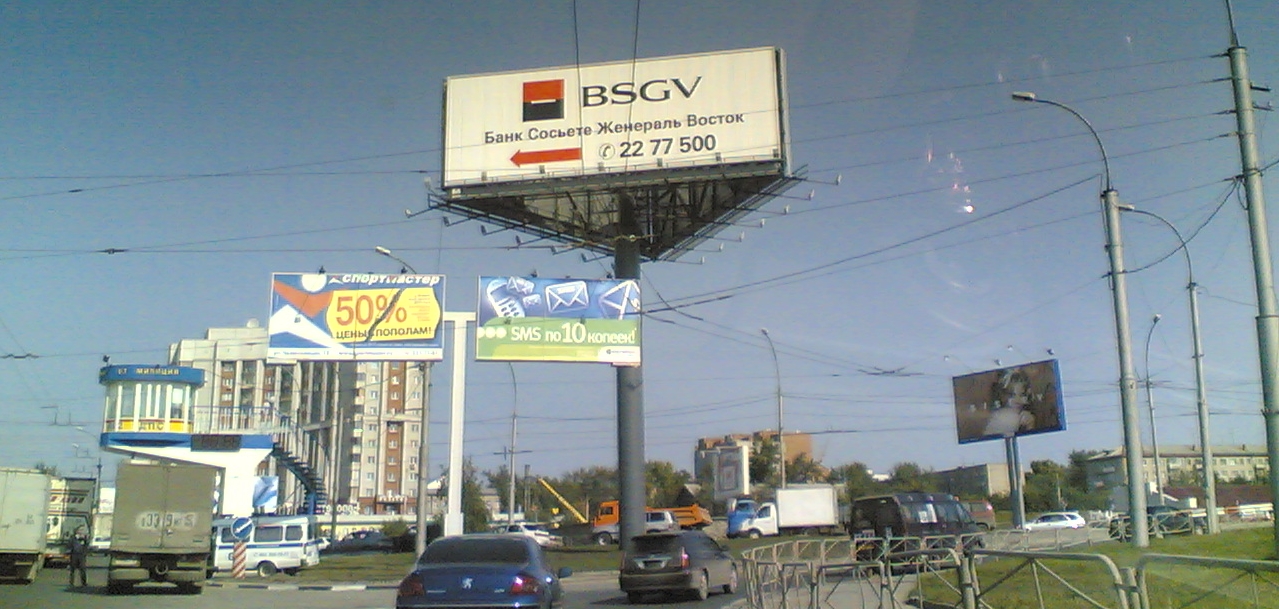 BSGV
Банк Сосьете Женераль Восток
22 77 500
спортмастер
50%
ЦЕНЫ ПОПОЛАМ!
SMS по 10 копеек!
МИЛИЦИЯ
ДПС